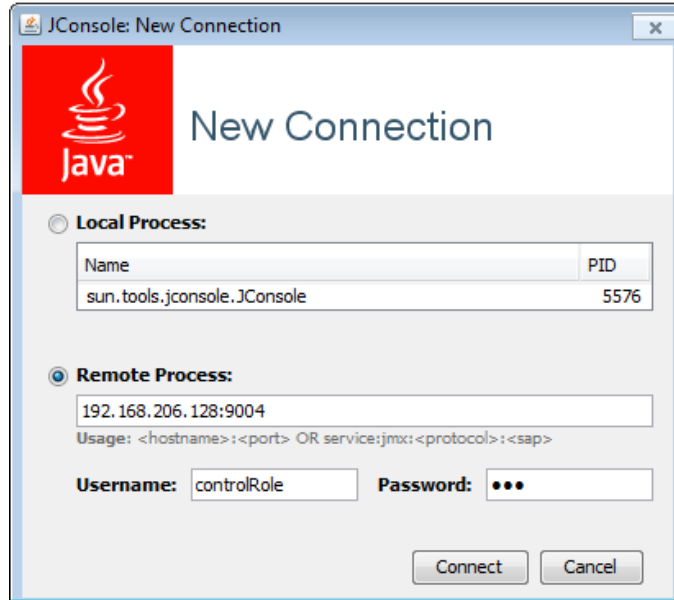 JConsole: New Connection
Java™
New Connection
Local Process:
Name PID
sun.tools.jconsole.JConsole 5576
Remote Process:
192.168.206.128:9004
Usage: <hostname>:<port> OR service:jmx:<protocol>:<sap>
Username: controlRole Password: •••
Connect Cancel